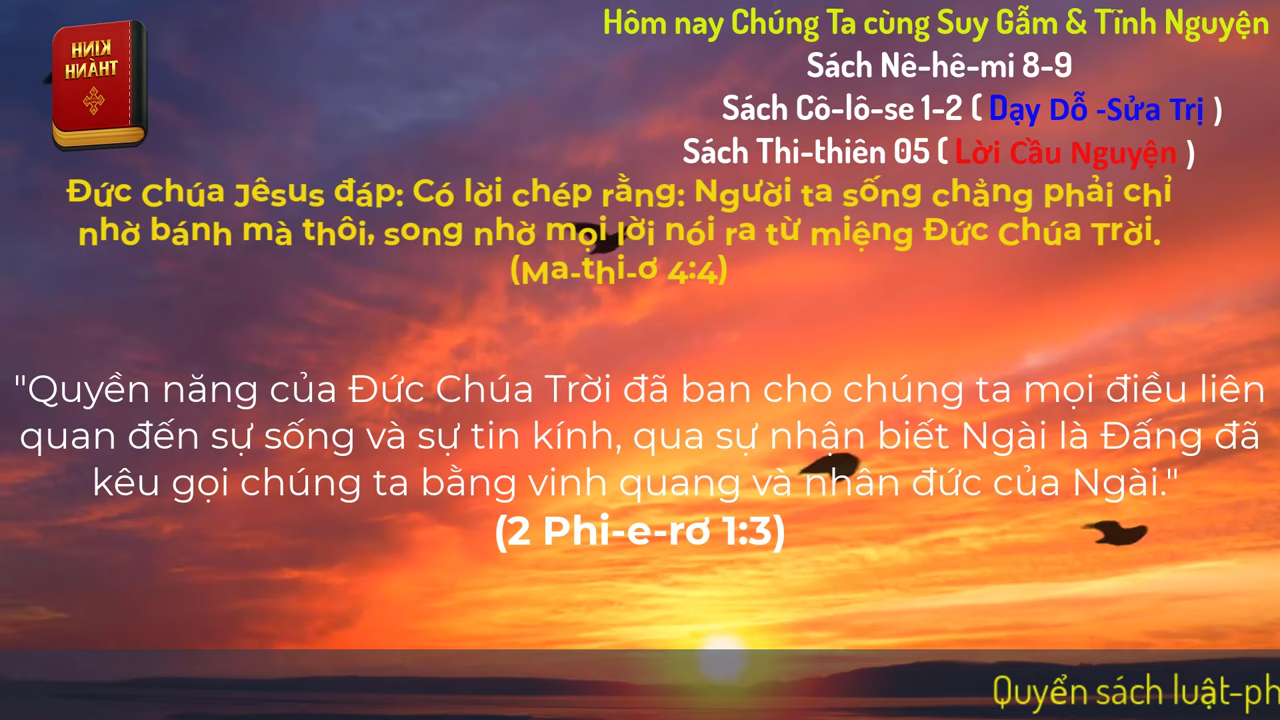 KINH
THÁNH
Hôm nay Chúng Ta cùng Suy Gẫm & Tĩnh Nguyện
Sách Nê-hê-mi 8-9
Sách Cô-lô-se 1-2 ( Dạy Dỗ -Sửa Trị )
Sách Thi-thiên 05 ( Lời Cầu Nguyện )
Đức Chúa Jêsus đáp: Có lời chép rằng: Người ta sống chẳng phải chỉ
nhờ bánh mà thôi, song nhờ mọi lời nói ra từ miệng Đức Chúa Trời.
(Ma-thi-ơ 4:4)
"Quyền năng của Đức Chúa Trời đã ban cho chúng ta mọi điều liên
quan đến sự sống và sự tin kính, qua sự nhận biết Ngài là Đấng đã
kêu gọi chúng ta bằng vinh quang và nhân đức của Ngài."
(2 Phi-e-rơ 1:3)
Quyển sách luật-ph